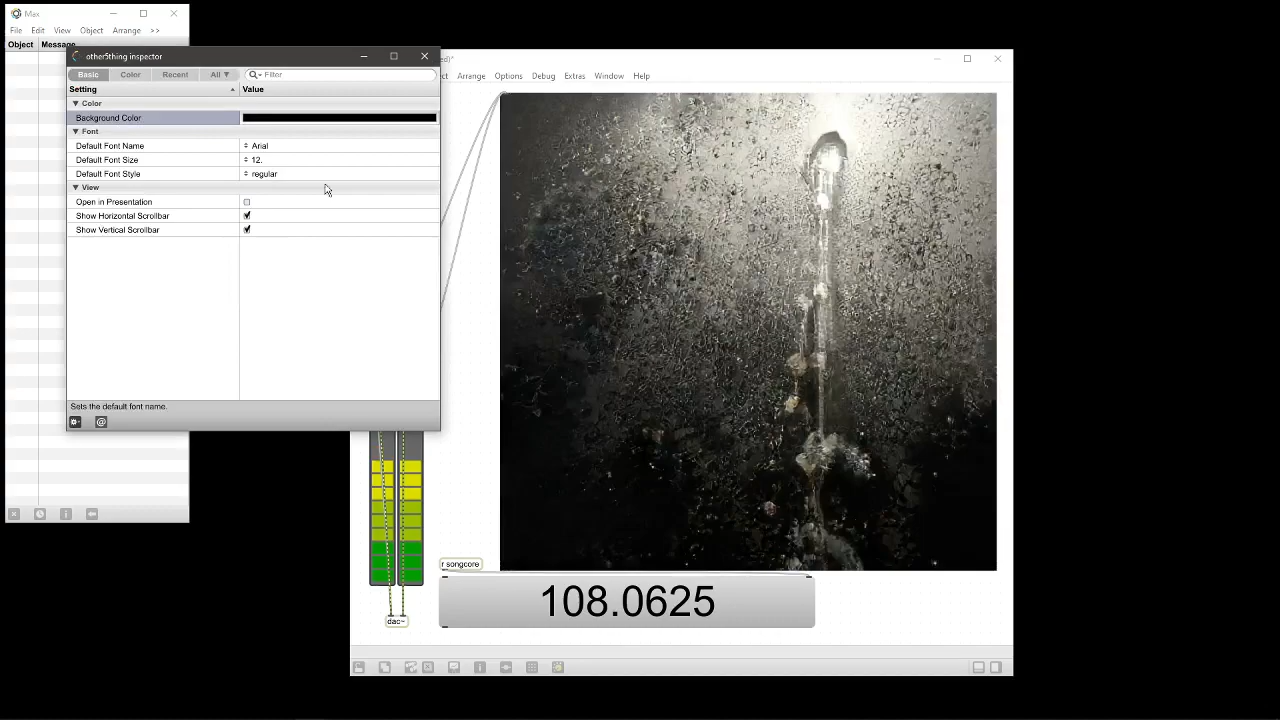 Max
File Edit View Object Arrange >>
Object Message
other5thing inspector
Basic Color Recent All ▼ Filter
Setting Value
Color
Background Color
Font
Default Font Name Arial
Default Font Size 12.
Default Font Style regular
View
Open in Presentation
Show Horizontal Scrollbar
Show Vertical Scrollbar
Sets the default font name.
Arrange Options Debug Extras Window Help
r songcore
108.0625
dac~